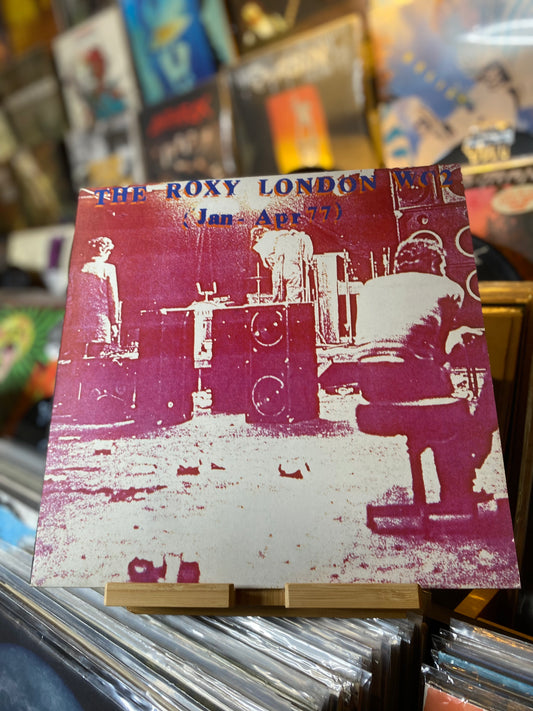 THE ROXY LONDON WC2
(Jan - Apr 77)